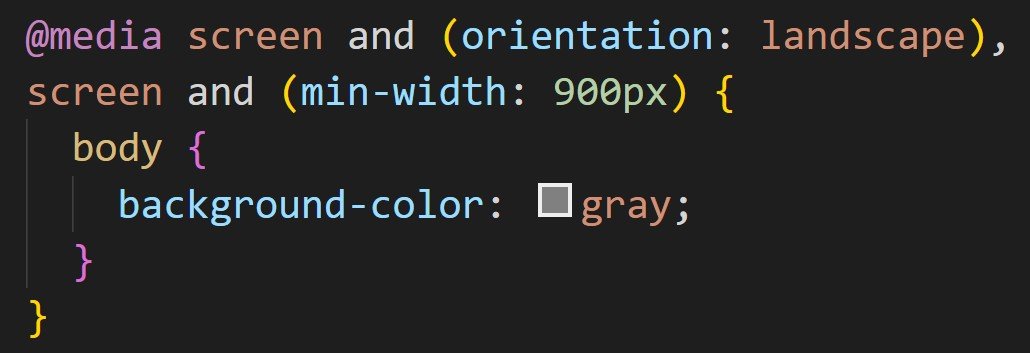 @media screen and (orientation: landscape),
screen and (min-width: 900px) {
body {
background-color: gray;
}
}